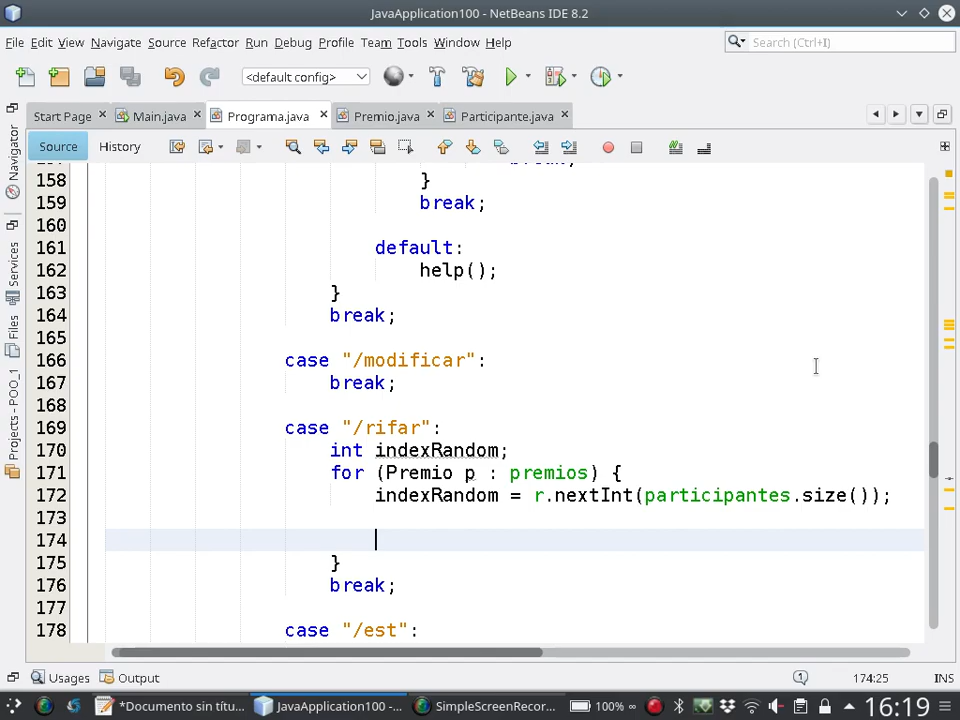 JavaApplication100 - NetBeans IDE 8.2
File Edit View Navigate Source Refactor Run Debug Profile Team Tools Window Help
Search (Ctrl+I)
<default config>
Start Page Main.java Programa.java Premio.java Participante.java
Source History
Navigator
Services
Files
Projects - POO_1
158 }
159 break;
160
161 default:
162 help();
163 }
164 break;
165
166 case "/modificar":
167 break;
168
169 case "/rifar":
170 int indexRandom;
171 for (Premio p : premios) {
172 indexRandom = r.nextInt(participantes.size());
173
174
175 }
176 break;
177
178 case "/est":
Usages Output 1 174:25 INS
*Documento sin títu... JavaApplication100 -... SimpleScreenRecor... 100% ∞ 16:19